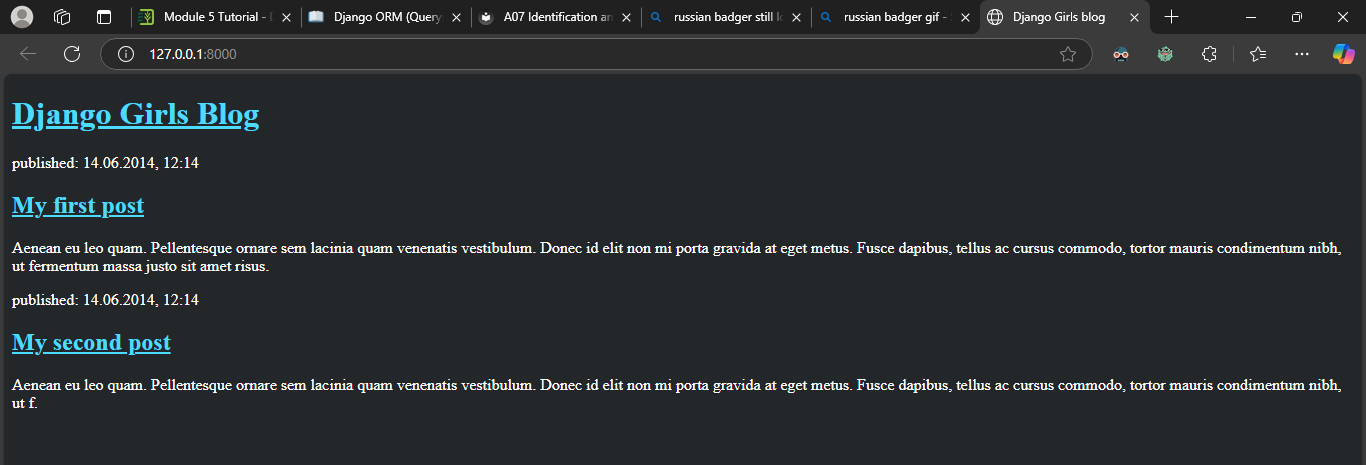 Module 5 Tutorial - Django ORM (Query A07 Identification an russian badger still russian badger gif - Django Girls blog
127.0.0.1:8000
Django Girls Blog
published: 14.06.2014, 12:14
My first post
Aenean eu leo quam. Pellentesque ornare sem lacinia quam venenatis vestibulum. Donec id elit non mi porta gravida at eget metus. Fusce dapibus, tellus ac cursus commodo, tortor mauris condimentum nibh,
ut fermentum massa justo sit amet risus.
published: 14.06.2014, 12:14
My second post
Aenean eu leo quam. Pellentesque ornare sem lacinia quam venenatis vestibulum. Donec id elit non mi porta gravida at eget metus. Fusce dapibus, tellus ac cursus commodo, tortor mauris condimentum nibh,
ut f.